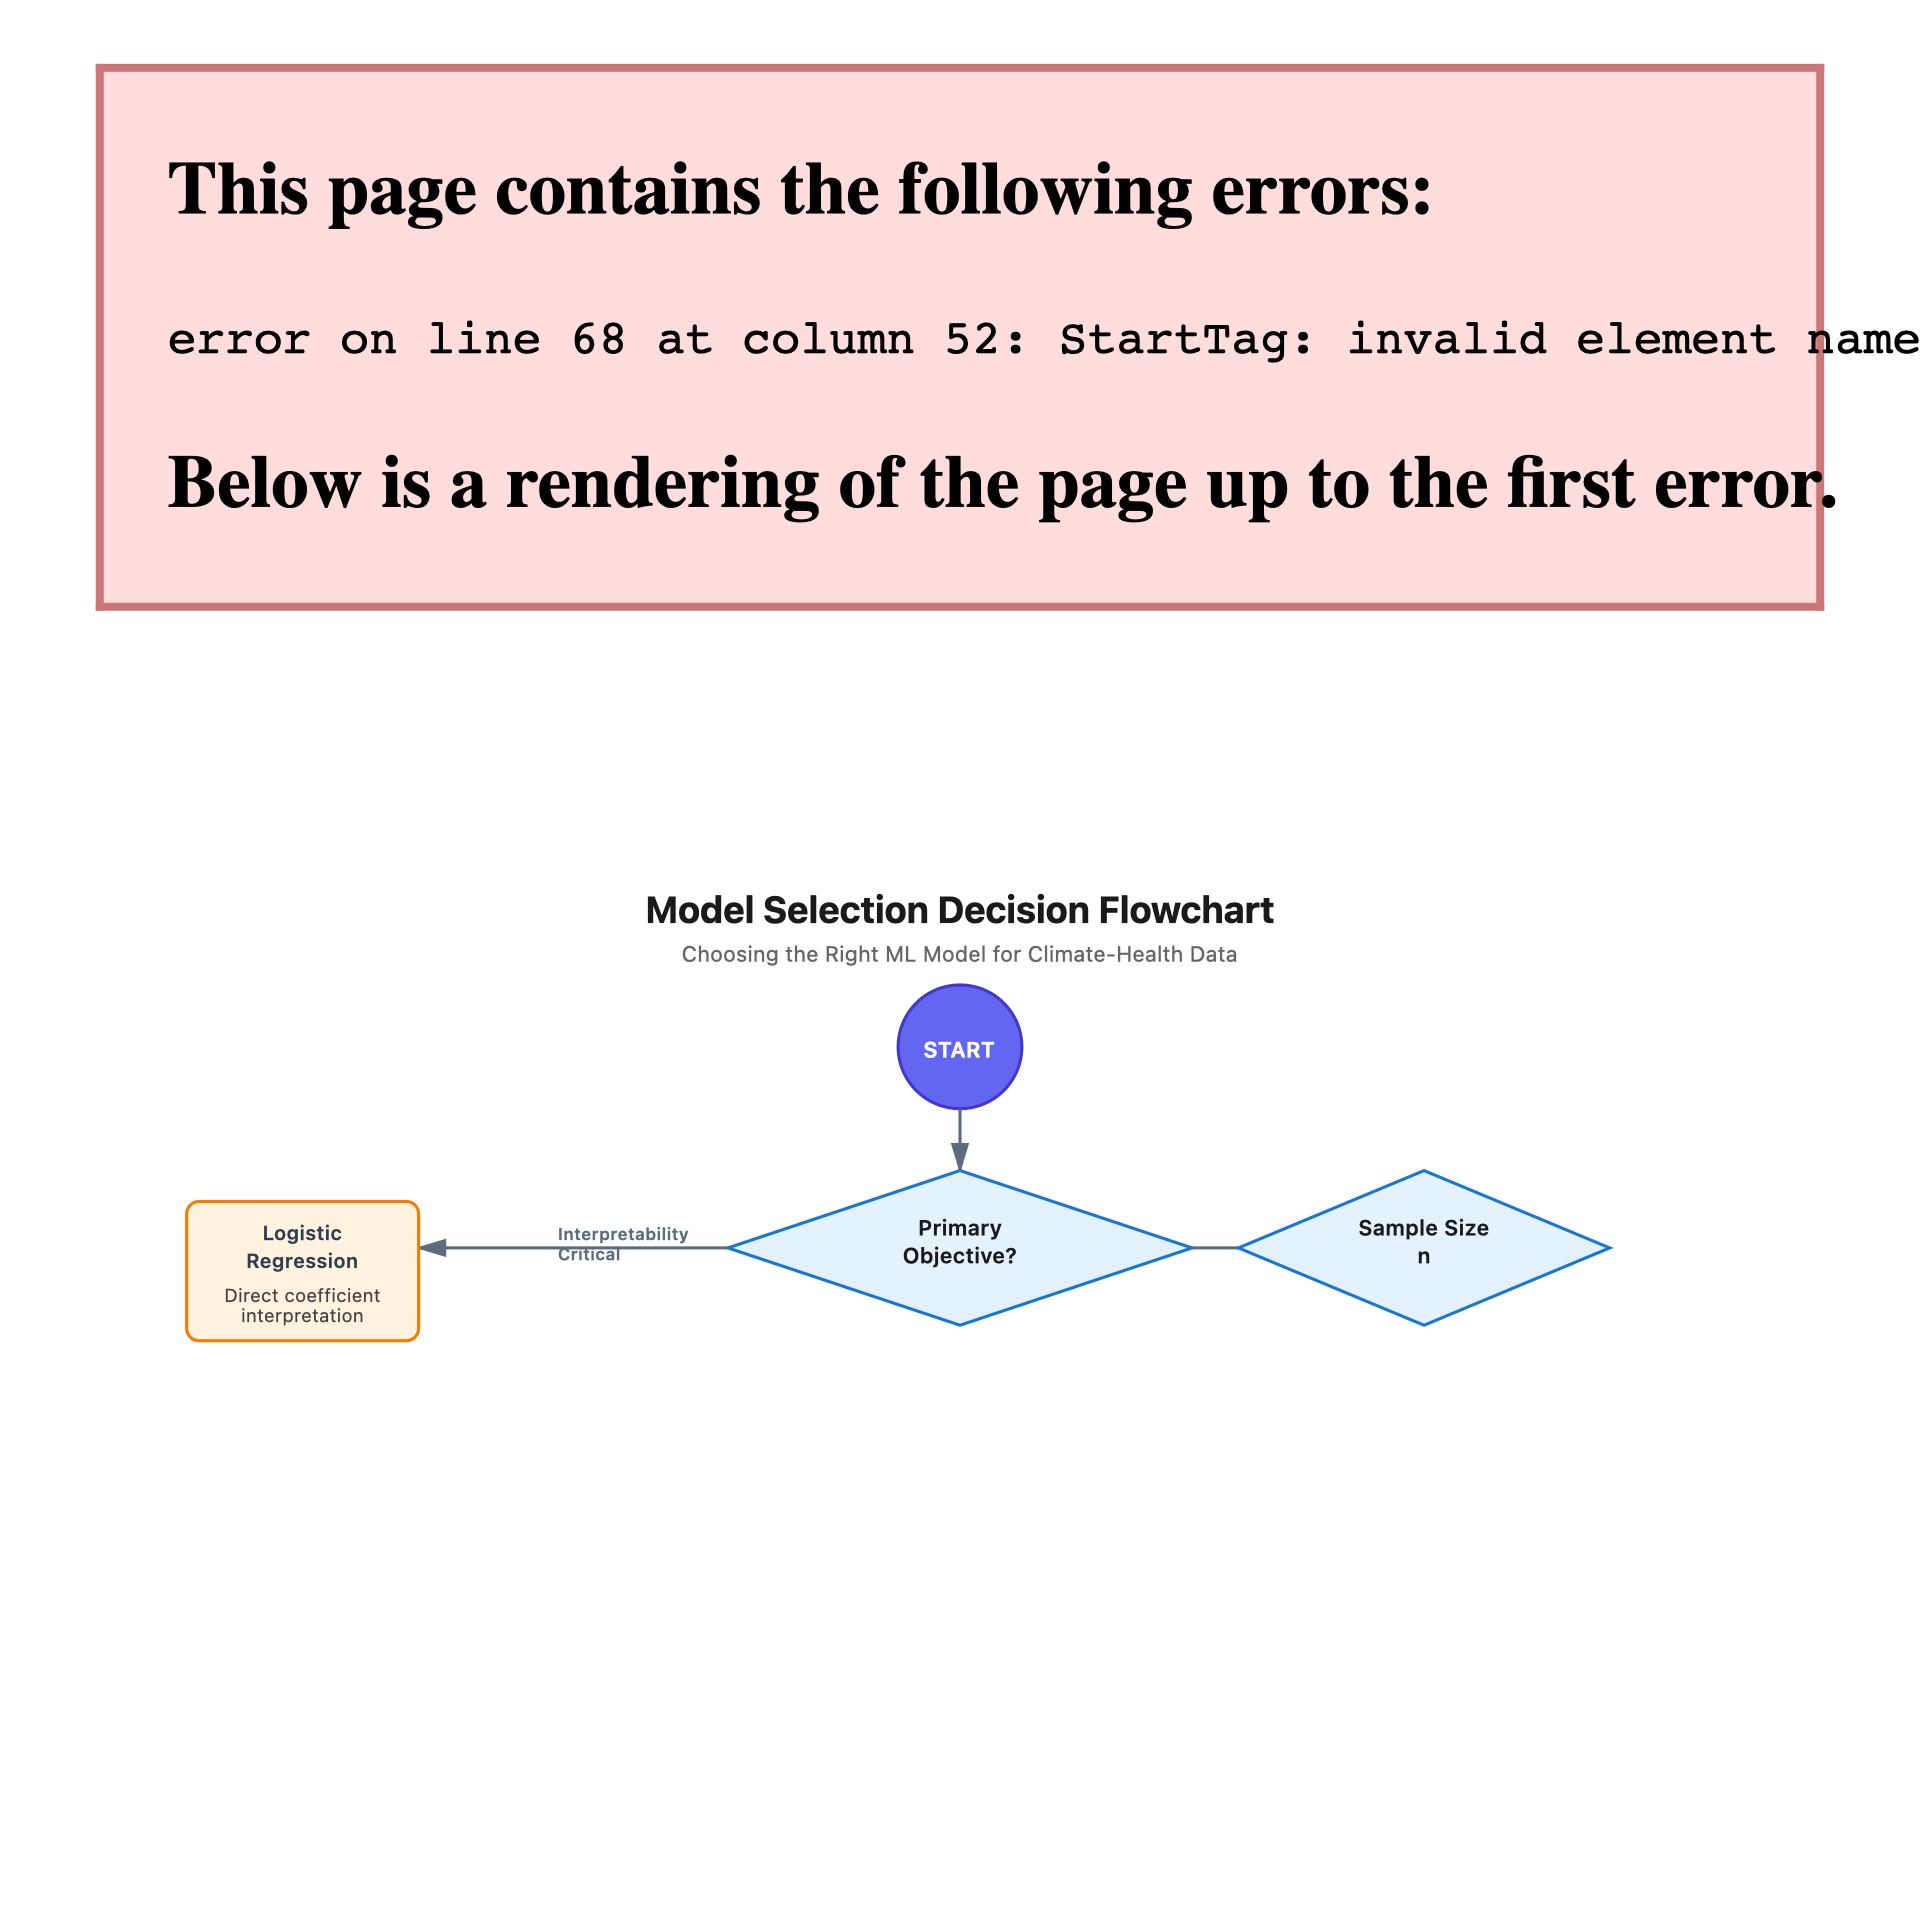 This page contains the following errors:
error on line 68 at column 52: StartTag: invalid element name
Below is a rendering of the page up to the first error.
Model Selection Decision Flowchart
Choosing the Right ML Model for Climate-Health Data
START
Primary
Objective?
Sample Size
n
Interpretability
Critical
Logistic
Regression
Direct coefficient
interpretation